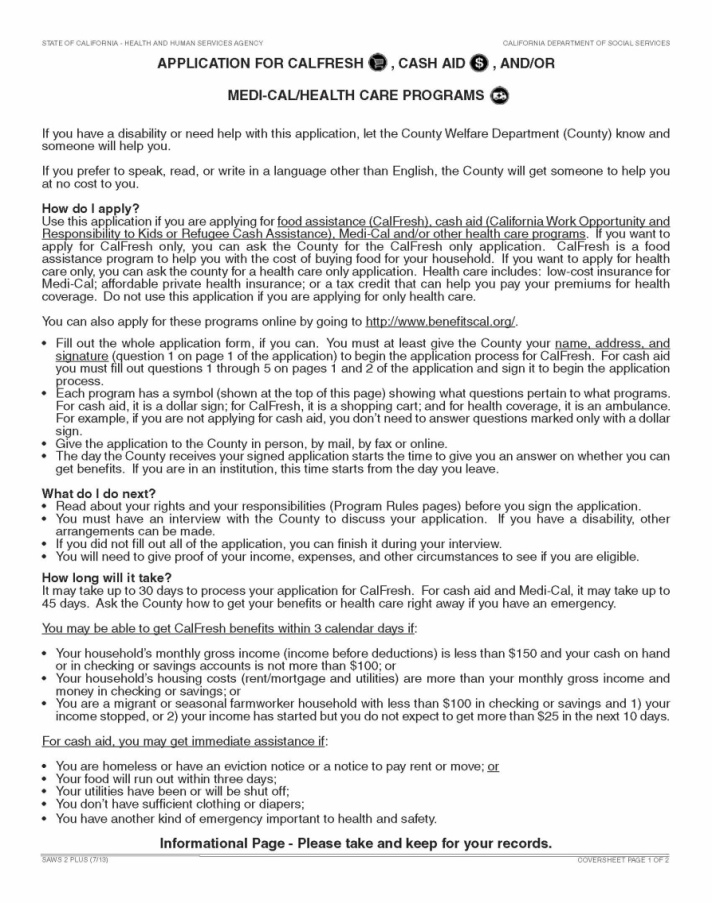 STATE OF CALIFORNIA - HEALTH AND HUMAN SERVICES AGENCY
CALIFORNIA DEPARTMENT OF SOCIAL SERVICES
APPLICATION FOR CALFRESH , CASH AID $ , AND/OR
MEDI-CAL/HEALTH CARE PROGRAMS
If you have a disability or need help with this application, let the County Welfare Department (County) know and
someone will help you.
If you prefer to speak, read, or write in a language other than English, the County will get someone to help you
at no cost to you.
How do I apply?
Use this application if you are applying for food assistance (CalFresh), cash aid (California Work Opportunity and
Responsibility to Kids or Refugee Cash Assistance), Medi-Cal and/or other health care programs. If you want to
apply for CalFresh only, you can ask the County for the CalFresh only application. CalFresh is a food
assistance program to help you with the cost of buying food for your household. If you want to apply for health
care only, you can ask the county for a health care only application. Health care includes: low-cost insurance for
Medi-Cal; affordable private health insurance; or a tax credit that can help you pay your premiums for health
coverage. Do not use this application if you are applying for only health care.
You can also apply for these programs online by going to http://www.benefitscal.org/.
• Fill out the whole application form, if you can. You must at least give the County your name, address, and
signature (question 1 on page 1 of the application) to begin the application process for CalFresh. For cash aid
you must fill out questions 1 through 5 on pages 1 and 2 of the application and sign it to begin the application
process.
• Each program has a symbol (shown at the top of this page) showing what questions pertain to what programs.
For cash aid, it is a dollar sign; for CalFresh, it is a shopping cart; and for health coverage, it is an ambulance.
For example, if you are not applying for cash aid, you don't need to answer questions marked only with a dollar
sign.
• Give the application to the County in person, by mail, by fax or online.
• The day the County receives your signed application starts the time to give you an answer on whether you can
get benefits. If you are in an institution, this time starts from the day you leave.
What do I do next?
• Read about your rights and your responsibilities (Program Rules pages) before you sign the application.
• You must have an interview with the County to discuss your application. If you have a disability, other
arrangements can be made.
• If you did not fill out all of the application, you can finish it during your interview.
• You will need to give proof of your income, expenses, and other circumstances to see if you are eligible.
How long will it take?
It may take up to 30 days to process your application for CalFresh. For cash aid and Medi-Cal, it may take up to
45 days. Ask the County how to get your benefits or health care right away if you have an emergency.
You may be able to get CalFresh benefits within 3 calendar days if:
• Your household's monthly gross income (income before deductions) is less than $150 and your cash on hand
or in checking or savings accounts is not more than $100; or
• Your household's housing costs (rent/mortgage and utilities) are more than your monthly gross income and
money in checking or savings; or
• You are a migrant or seasonal farmworker household with less than $100 in checking or savings and 1) your
income stopped, or 2) your income has started but you do not expect to get more than $25 in the next 10 days.
For cash aid, you may get immediate assistance if:
• You are homeless or have an eviction notice or a notice to pay rent or move; or
• Your food will run out within three days;
• Your utilities have been or will be shut off;
• You don't have sufficient clothing or diapers;
• You have another kind of emergency important to health and safety.
Informational Page - Please take and keep for your records.
SAWS 2 PLUS (7/13)
COVERSHEET PAGE 1 OF 2